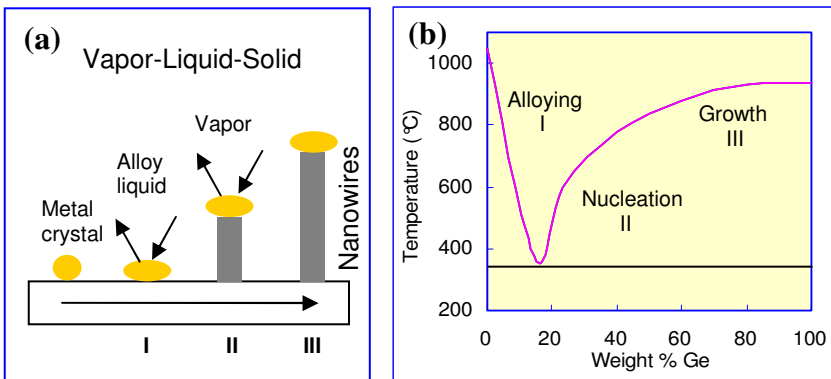 (a)
Vapor-Liquid-Solid
Vapor
Alloy
liquid
Metal
crystal
Nanowires
I
II
III
(b)
Temperature (°C)
1000
800
600
400
200
Alloying
I
Growth
III
Nucleation
II
0
20
40
60
80
100
Weight % Ge